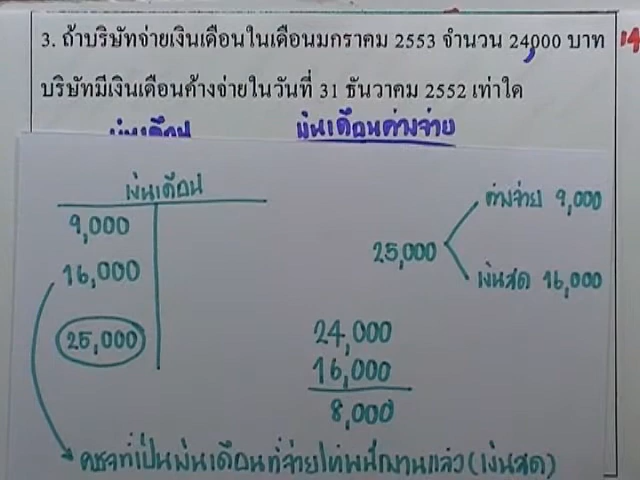 3. ถ้าบริษัทจ่ายเงินเดือนในเดือนมกราคม 2553 จำนวน 24,000 บาท
บริษัทมีเงินเดือนค้างจ่ายในวันที่ 31 ธันวาคม 2552 เท่าใด
เงินเดือน เงินเดือนค้างจ่าย
เงินเดือน
9,000
16,000
25,000
25,000
ค้างจ่าย 9,000
เงินสด 16,000
24,000
16,000
8,000
คชจที่เป็นเงินเดือนที่จ่ายให้พนักงานแล้ว (เงินสด)